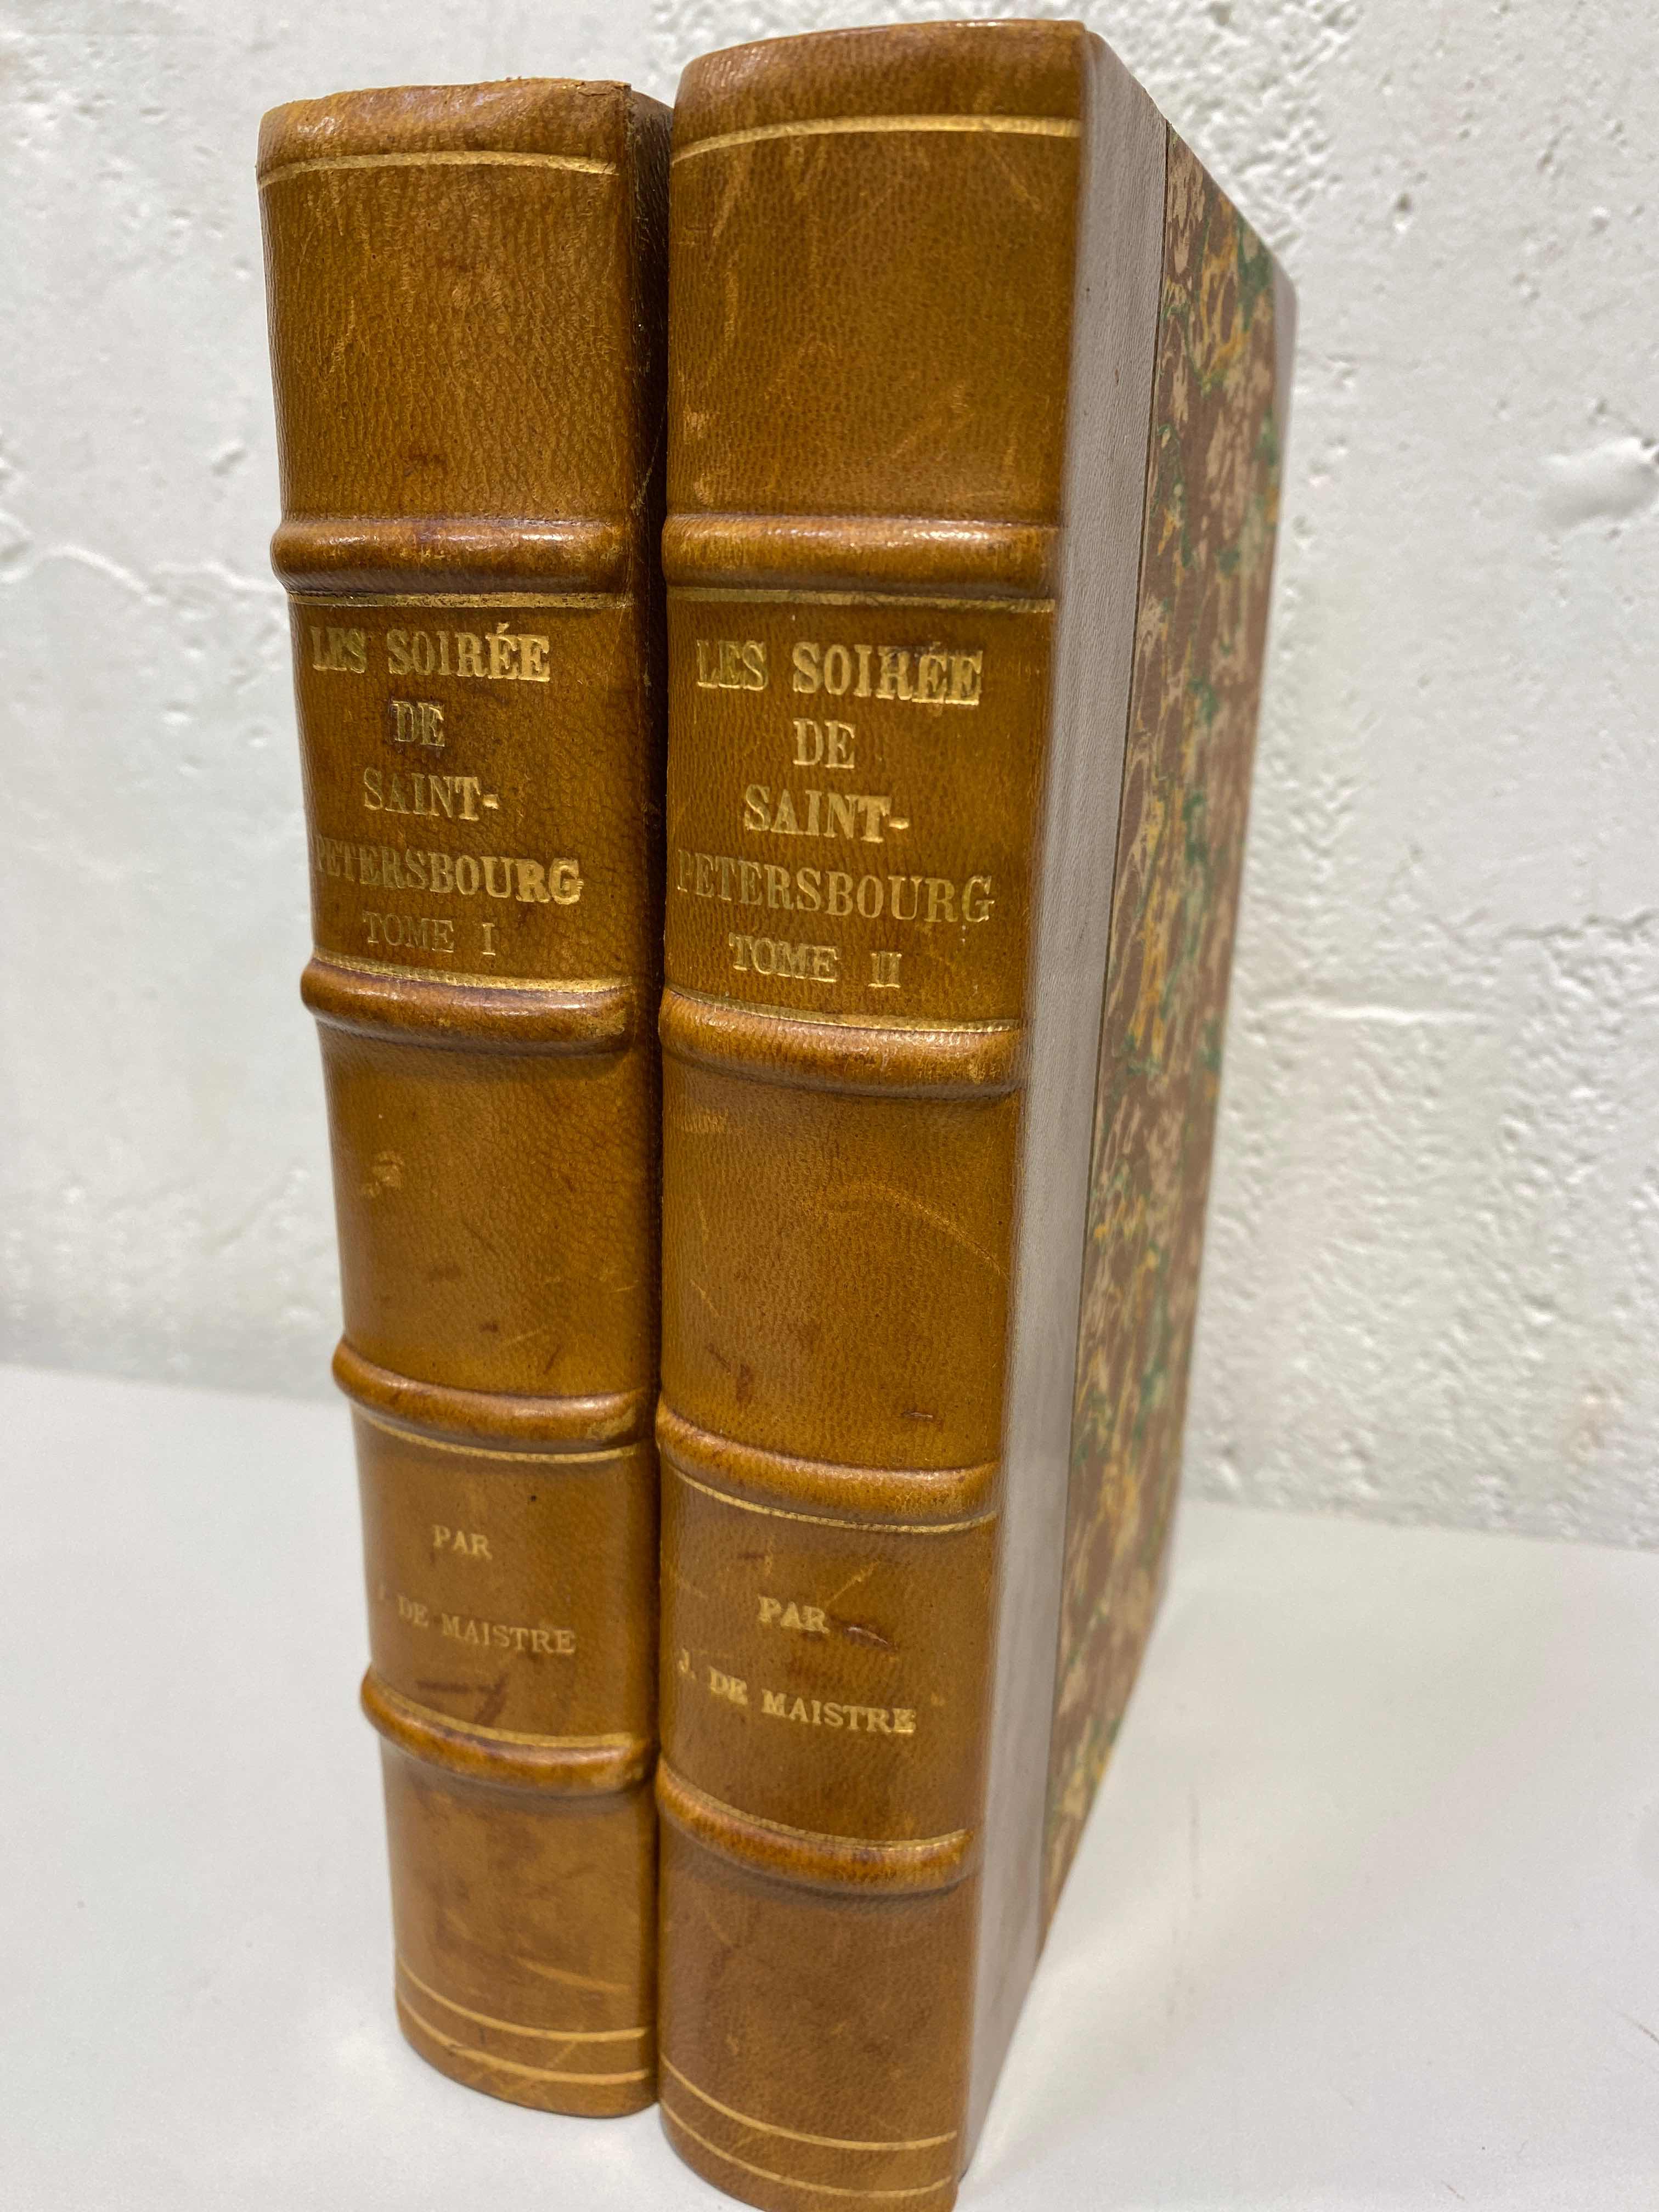 LES SOIRÉE
DE
SAINT-
PETERSBOURG
TOME I
PAR
J. DE MAISTRE
LES SOIRÉE
DE
SAINT-
PETERSBOURG
TOME II
PAR
J. DE MAISTRE